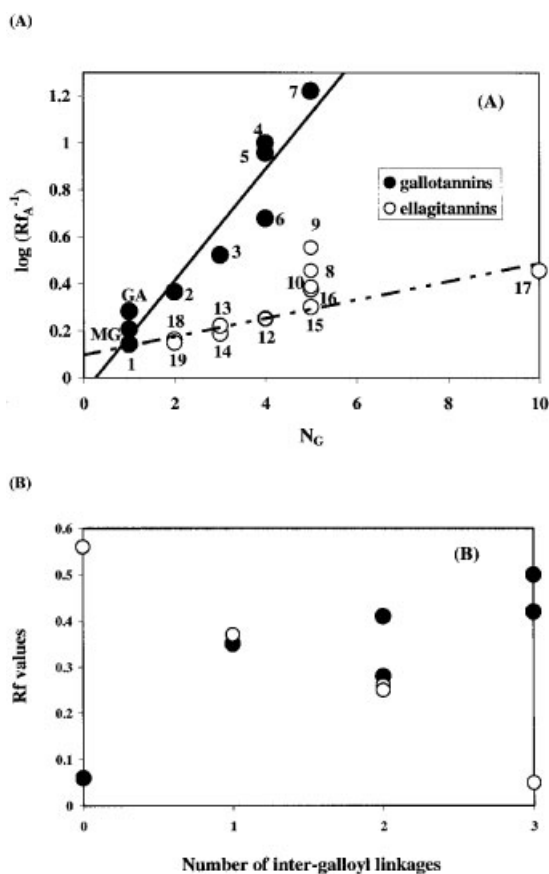 (A)
(A)
1.2
1
0.8
0.6
0.4
0.2
0
log (Rf_A^-1)
7
4
5
6
3
2
GA
MG
1
gallotannins
ellagitannins
9
8
10
16
15
17
13
18
14
19
12
0 2 4 6 8 10
N_G
(B)
(B)
0.6
0.5
0.4
0.3
0.2
0.1
0
Rf values
0 1 2 3
Number of inter-galloyl linkages